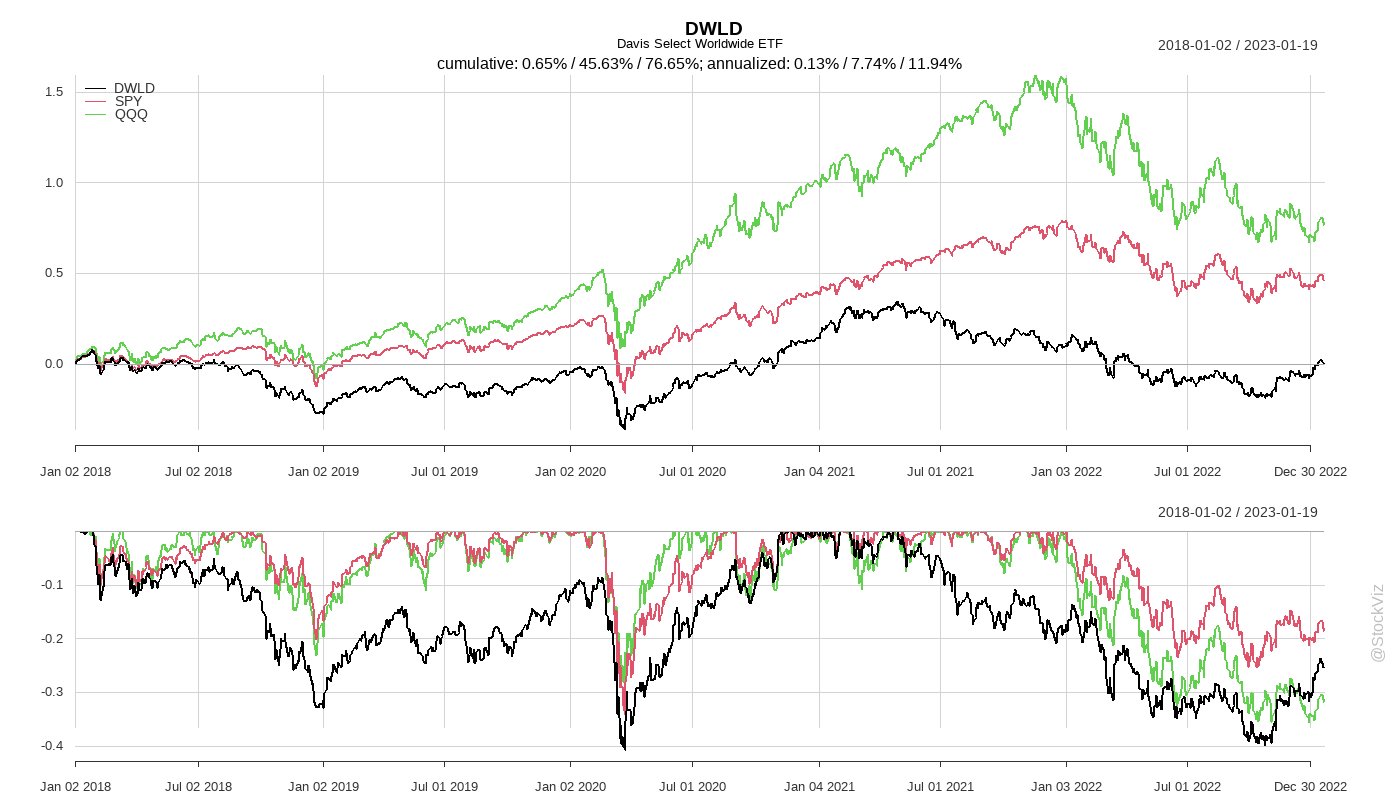 DWLD
Davis Select Worldwide ETF
2018-01-02 / 2023-01-19
cumulative: 0.65% / 45.63% / 76.65%; annualized: 0.13% / 7.74% / 11.94%
DWLD
SPY
QQQ
1.5
1.0
0.5
0.0
Jan 02 2018 Jul 02 2018 Jan 02 2019 Jul 01 2019 Jan 02 2020 Jul 01 2020 Jan 04 2021 Jul 01 2021 Jan 03 2022 Jul 01 2022 Dec 30 2022
2018-01-02 / 2023-01-19
-0.1
-0.2
-0.3
-0.4
Jan 02 2018 Jul 02 2018 Jan 02 2019 Jul 01 2019 Jan 02 2020 Jul 01 2020 Jan 04 2021 Jul 01 2021 Jan 03 2022 Jul 01 2022 Dec 30 2022
@StockViz